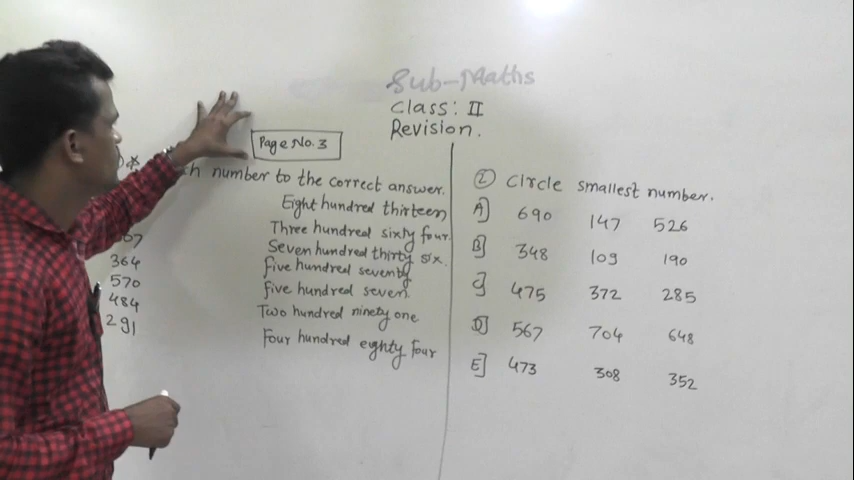 Sub-Maths
Class: II
Revision.
Page No. 3
number to the correct answer.
Eight hundred thirteen
Three hundred sixty four.
Seven hundred thirty six.
five hundred seventy
364
five hundred seven.
570
Two hundred ninety one
484
Four hundred eighty four
291
② Circle smallest number.
A] 690 147 526
B] 348 109 190
C] 475 372 285
D] 567 704 648
E] 473 308 352